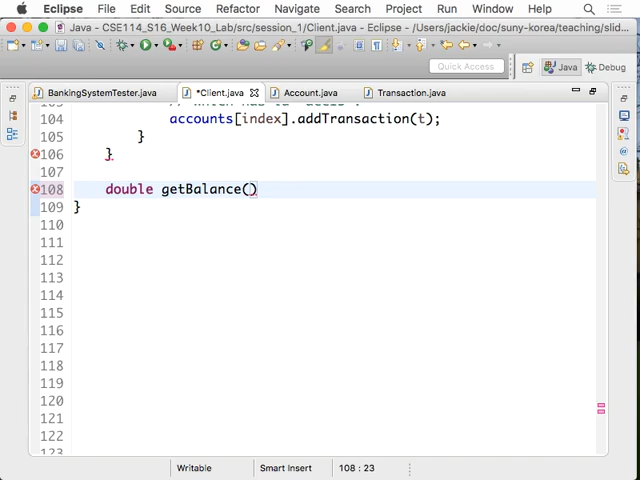 Eclipse File Edit Source Refactor Navigate Search Project Run Window Help
Java - CSE114_S16_Week10_Lab/src/session_1/Client.java - Eclipse - /Users/jackie/doc/suny-korea/teaching/slid...
Quick Access
Java
Debug
BankingSystemTester.java
*Client.java
Account.java
Transaction.java
104 accounts[index].addTransaction(t);
105 }
106 }
107
108 double getBalance()
109 }
110
111
112
113
114
115
116
117
118
119
120
121
122
123
Writable
Smart Insert
108 : 23